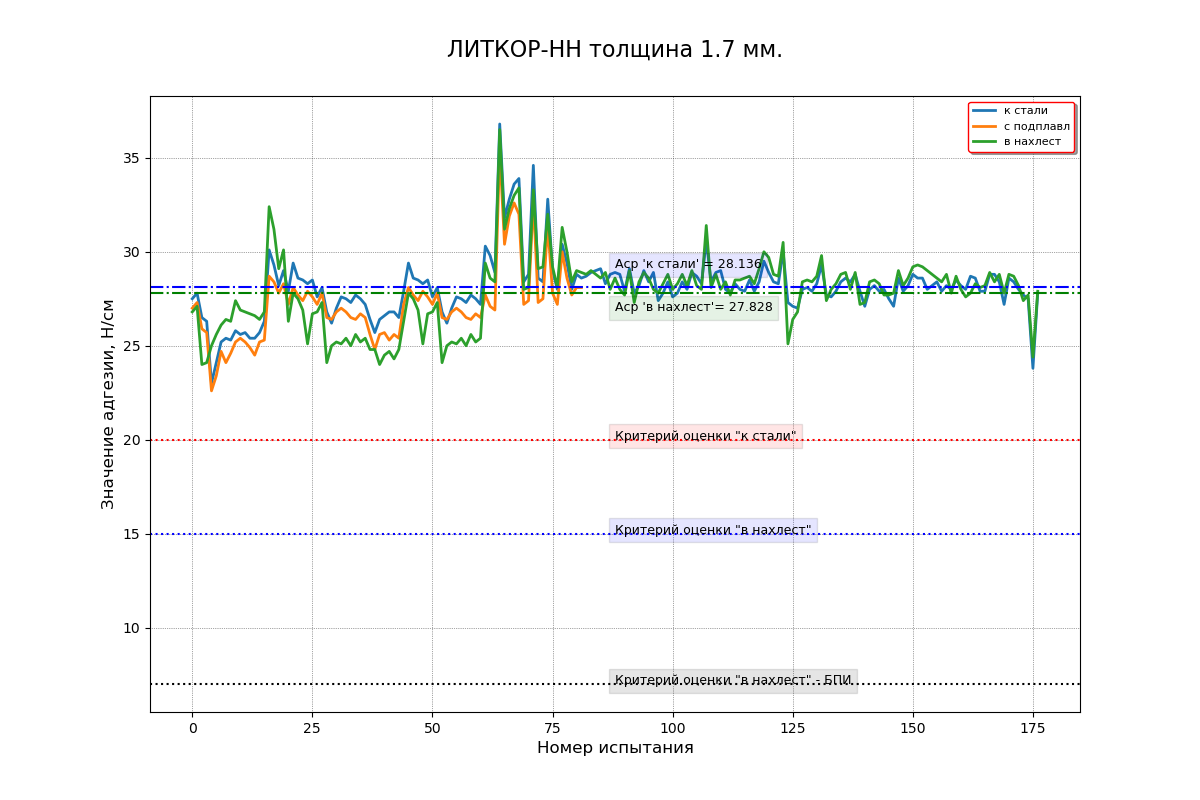 ЛИТКОР-НН толщина 1.7 мм.
к стали
с подплавл
в нахлест
Аср 'к стали' = 28.136
Аср 'в нахлест'= 27.828
Критерий оценки "к стали"
Критерий оценки "в нахлест"
Критерий оценки "в нахлест" - БПИ
Значение адгезии, Н/см
35
30
25
20
15
10
0
25
50
75
100
125
150
175
Номер испытания